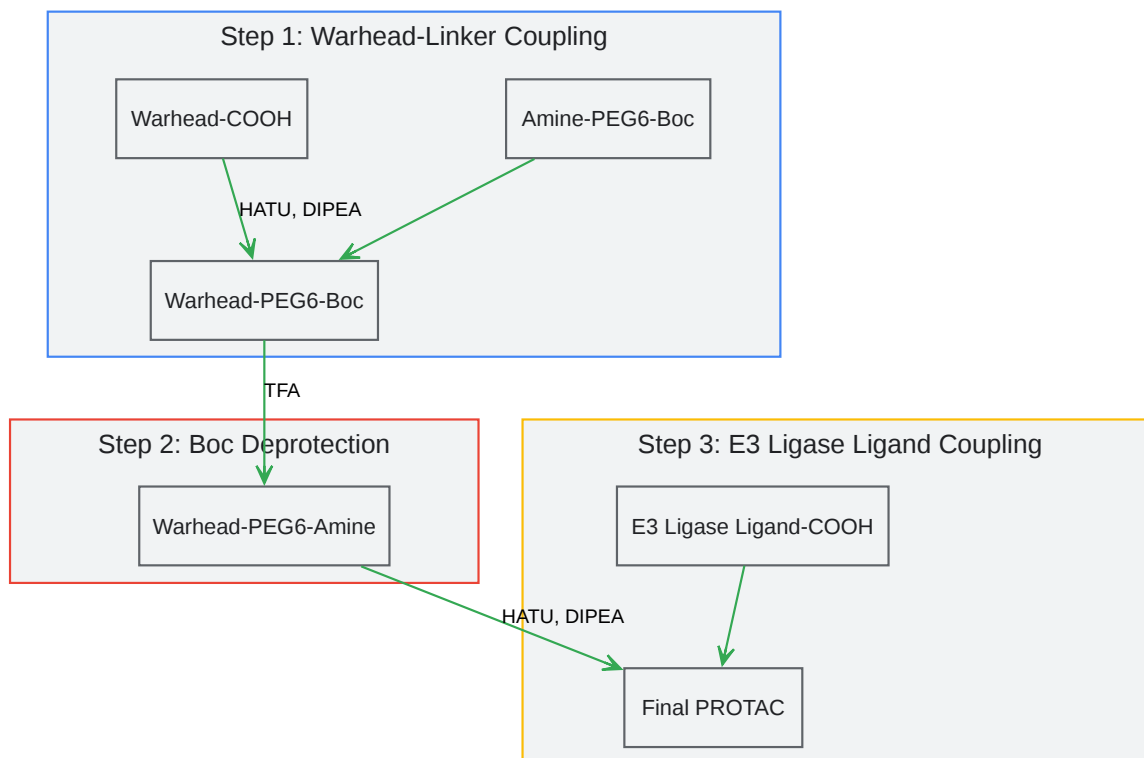 Step 1: Warhead-Linker Coupling
Warhead-COOH
Amine-PEG6-Boc
HATU, DIPEA
Warhead-PEG6-Boc
TFA
Step 2: Boc Deprotection
Step 3: E3 Ligase Ligand Coupling
Warhead-PEG6-Amine
E3 Ligase Ligand-COOH
HATU, DIPEA
Final PROTAC